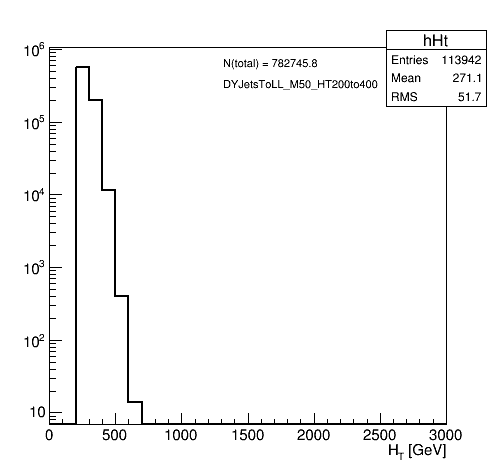 hHt
Entries 113942
Mean 271.1
RMS 51.7
N(total) = 782745.8
DYJetsToLL_M50_HT200to400
10^6
10^5
10^4
10^3
10^2
10
0 500 1000 1500 2000 2500 3000
H_T [GeV]